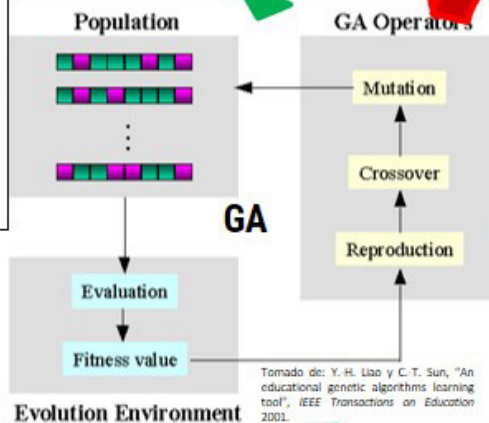 Population
GA Operators
Mutation
Crossover
GA
Reproduction
Evaluation
Fitness value
Tomado de: Y. H. Liao y C. T. Sun, "An
educational genetic algorithms learning
tool", IEEE Transactions on Education
2001.
Evolution Environment